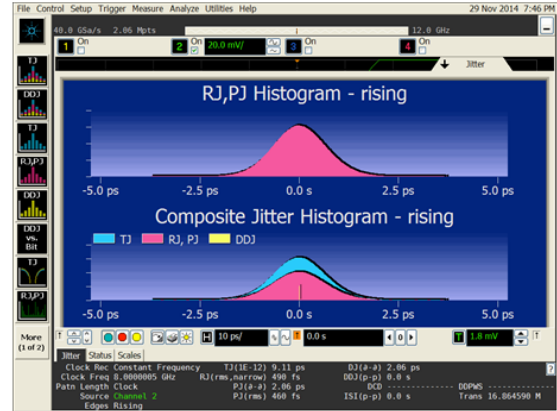 File Control Setup Trigger Measure Analyze Utilities Help 29 Nov 2014 7:46 PM
40.0 GSa/s 2.06 Mpts 12.0 GHz
1 On 2 On 20.0 mV/ 3 On 4 On
Jitter
TJ
DDJ
TJ
RJ,PJ
DDJ
DDJ
vs.
Bit
TJ
RJ,PJ
More
(1 of 2)
RJ,PJ Histogram - rising
-5.0 ps -2.5 ps 0.0 s 2.5 ps 5.0 ps
Composite Jitter Histogram - rising
TJ RJ, PJ DDJ
-5.0 ps -2.5 ps 0.0 s 2.5 ps 5.0 ps
H 10 ps/ 0.0 s 0 T 1.8 mV
Jitter Status Scales ?
Clock Rec Constant Frequency TJ(1E-12) 9.11 ps DJ(∂-∂) 2.06 ps
Clock Freq 8.0000005 GHz RJ(rms,narrow) 490 fs DDJ(p-p) 0.0 s
Patn Length Clock PJ(∂-∂) 2.06 ps DCD ------------- DDPWS -------------
Source Channel 2 PJ(rms) 460 fs ISI(p-p) 0.0 s Trans 16.864590 M
Edges Rising